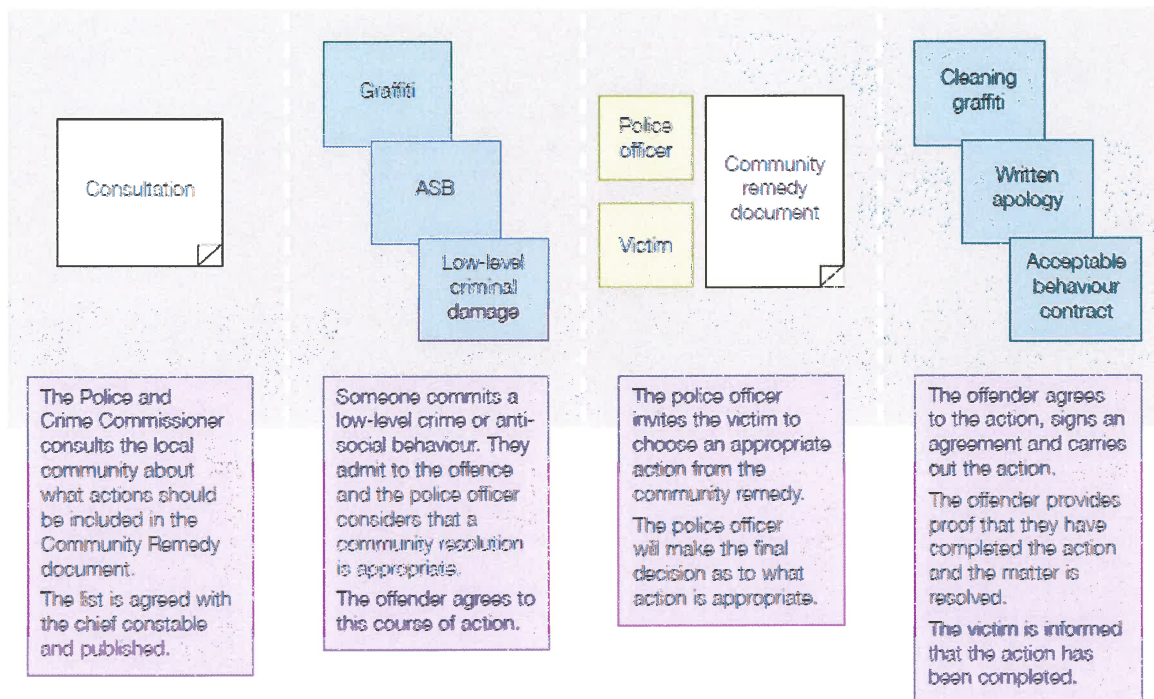 Consultation
The Police and
Crime Commissioner
consults the local
community about
what actions should
be included in the
Community Remedy
document.
The list is agreed with
the chief constable
and published.
Graffiti
ASB
Low-level
criminal
damage
Someone commits a
low-level crime or anti-
social behaviour. They
admit to the offence
and the police officer
considers that a
community resolution
is appropriate.
The offender agrees to
this course of action.
Police
officer
Victim
Community
remedy
document
The police officer
invites the victim to
choose an appropriate
action from the
community remedy.
The police officer
will make the final
decision as to what
action is appropriate.
Cleaning
graffiti
Written
apology
Acceptable
behaviour
contract
The offender agrees
to the action, signs an
agreement and carries
out the action.
The offender provides
proof that they have
completed the action
and the matter is
resolved.
The victim is informed
that the action has
been completed.